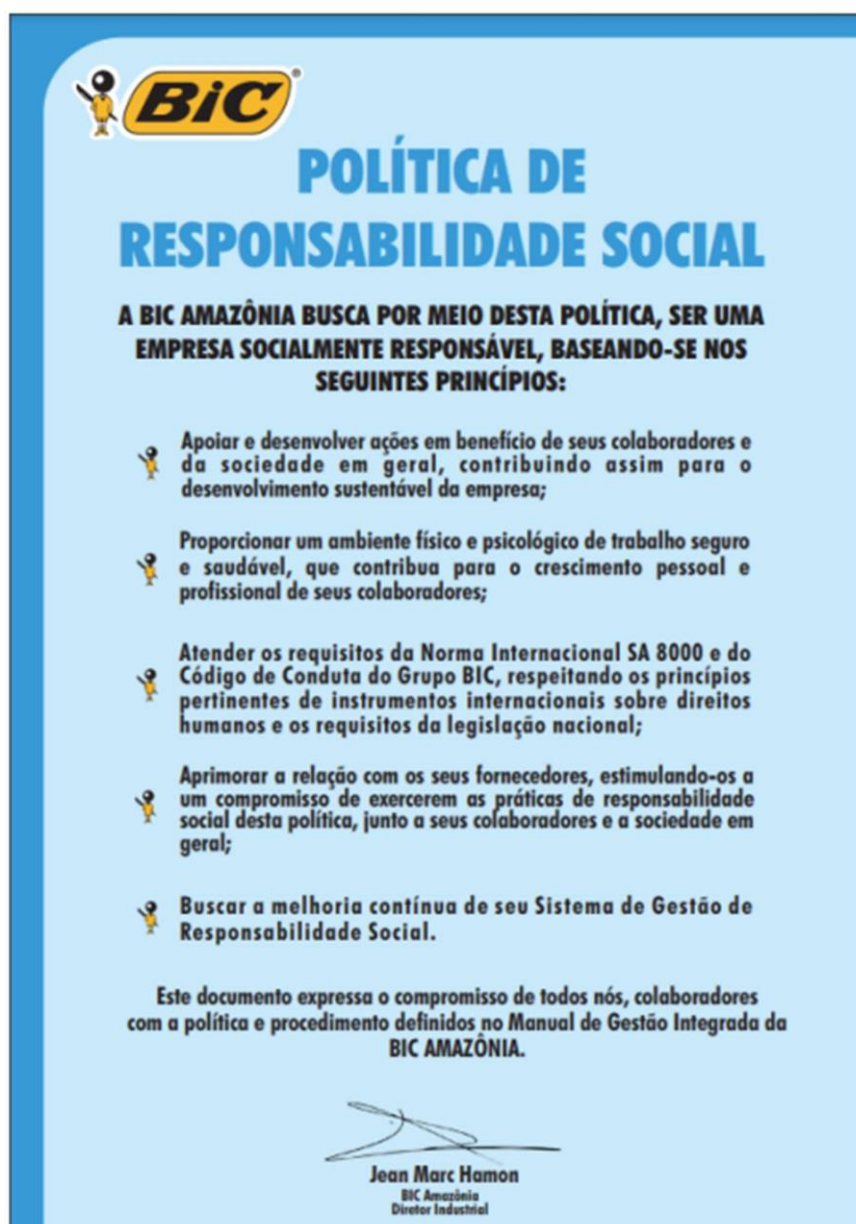 BiC®
POLÍTICA DE
RESPONSABILIDADE SOCIAL
A BIC AMAZÔNIA BUSCA POR MEIO DESTA POLÍTICA, SER UMA
EMPRESA SOCIALMENTE RESPONSÁVEL, BASEANDO-SE NOS
SEGUINTES PRINCÍPIOS:
Apoiar e desenvolver ações em benefício de seus colaboradores e
da sociedade em geral, contribuindo assim para o
desenvolvimento sustentável da empresa;
Proporcionar um ambiente físico e psicológico de trabalho seguro
e saudável, que contribua para o crescimento pessoal e
profissional de seus colaboradores;
Atender os requisitos da Norma Internacional SA 8000 e do
Código de Conduta do Grupo BIC, respeitando os princípios
pertinentes de instrumentos internacionais sobre direitos
humanos e os requisitos da legislação nacional;
Aprimorar a relação com os seus fornecedores, estimulando-os a
um compromisso de exercerem as práticas de responsabilidade
social desta política, junto a seus colaboradores e a sociedade em
geral;
Buscar a melhoria contínua de seu Sistema de Gestão de
Responsabilidade Social.
Este documento expressa o compromisso de todos nós, colaboradores
com a política e procedimento definidos no Manual de Gestão Integrada da
BIC AMAZÔNIA.
Jean Marc Hamon
BIC Amazônia
Diretor Industrial